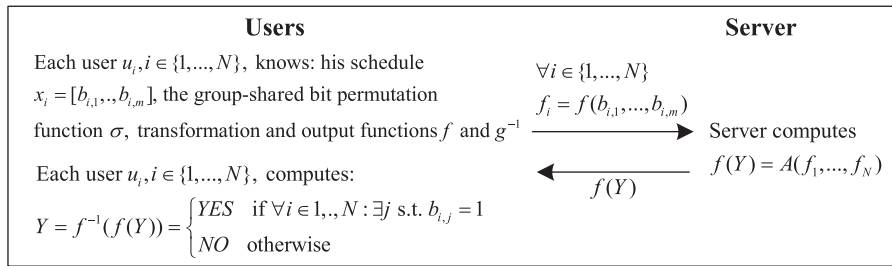 Users
Server
Each user u_i, i ∈ {1,...,N}, knows: his schedule
x_i = [b_{i,1},.,b_{i,m}], the group-shared bit permutation
function σ, transformation and output functions f and g^{-1}
∀i ∈ {1,...,N}
f_i = f(b_{i,1},...,b_{i,m})
Server computes
f(Y) = A(f_1,...,f_N)
f(Y)
Each user u_i, i ∈ {1,...,N}, computes:
Y = f^{-1}(f(Y)) = { YES if ∀i ∈ 1,.,N : ∃j s.t. b_{i,j} = 1
NO otherwise